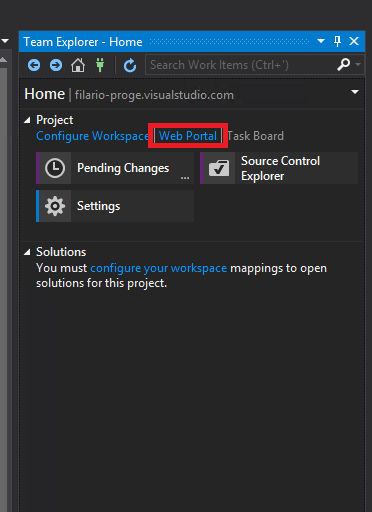 Team Explorer - Home
Search Work Items (Ctrl+')
Home | filario-proge.visualstudio.com
Project
Configure Workspace Web Portal Task Board
Pending Changes ...
Source Control
Explorer
Settings
Solutions
You must configure your workspace mappings to open
solutions for this project.